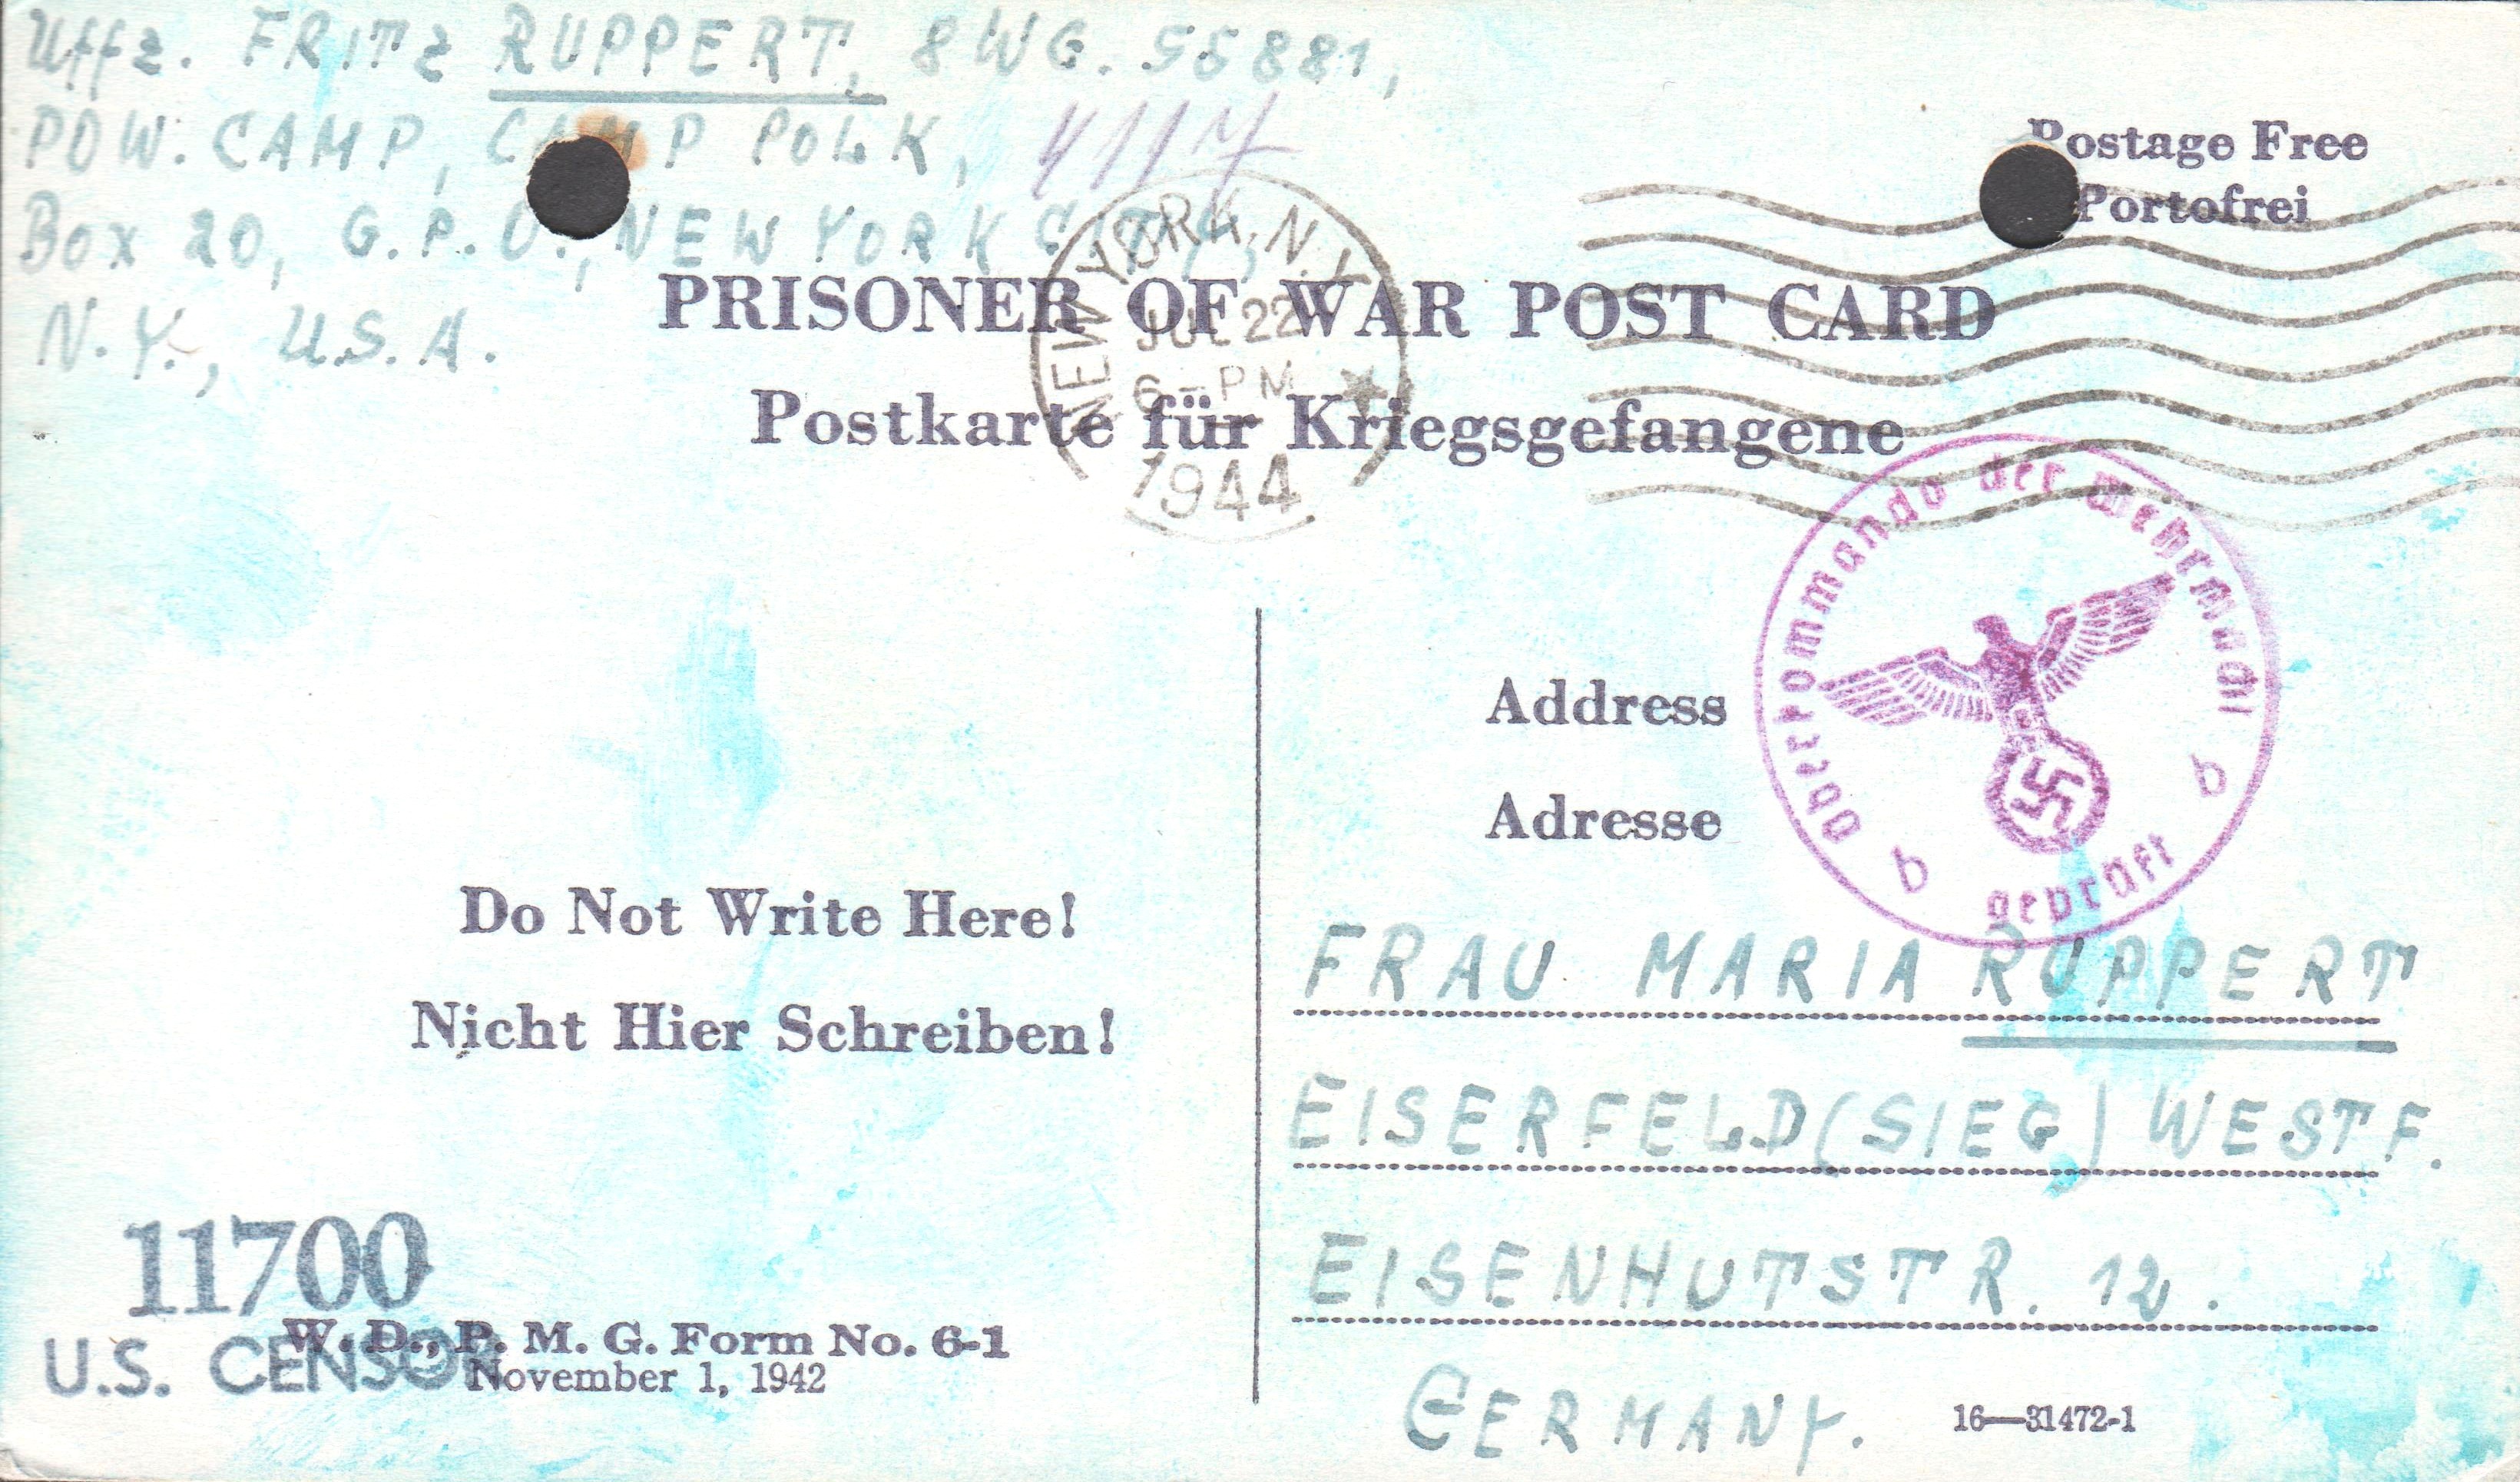 Uffz. FRITZ RUPPERT, 8WG. 55881,
POW. CAMP, CAMP POLK,
Box 20, G.P.O., NEW YORK CITY,
N.Y., U.S.A.
Postage Free
Portofrei
NEW YORK, N.Y.
JUL 22
6 - PM
1944
PRISONER OF WAR POST CARD
Postkarte für Kriegsgefangene
Oberkommando der Wehrmacht
b b
geprüft
Address
Adresse
Do Not Write Here!
Nicht Hier Schreiben!
FRAU MARIA RUPPERT
EISERFELD (SIEG) WESTF.
EISENHUTSTR. 12.
GERMANY.
11700
U.S. CENSOR
W. D., P. M. G. Form No. 6-1
November 1, 1942
16—31472-1